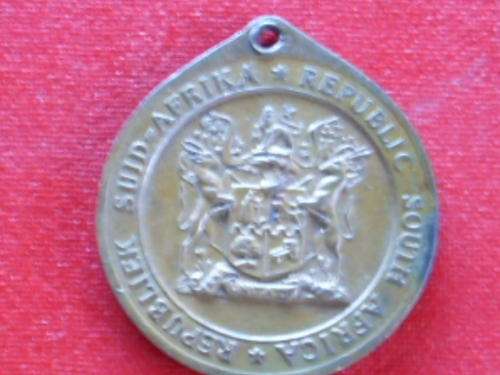 REPUBLIEK SUID-AFRIKA ★ REPUBLIC SOUTH AFRICA ★